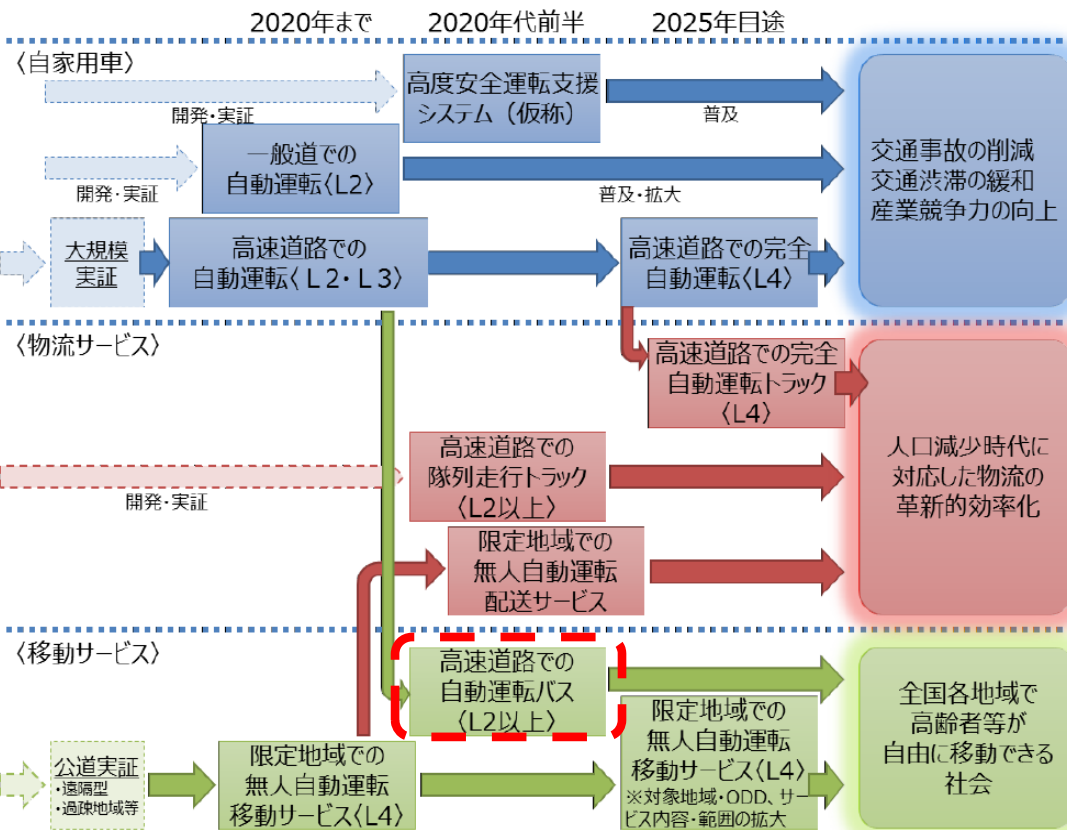 2020年まで
2020年代前半
2025年目途
〈自家用車〉
開発・実証
高度安全運転支援
システム（仮称）
普及
開発・実証
一般道での
自動運転〈L2〉
普及・拡大
大規模
実証
高速道路での
自動運転〈Ｌ２・Ｌ３〉
高速道路での完全
自動運転〈L4〉
交通事故の削減
交通渋滞の緩和
産業競争力の向上
〈物流サービス〉
高速道路での完全
自動運転トラック
〈L4〉
開発・実証
高速道路での
隊列走行トラック
〈L2以上〉
限定地域での
無人自動運転
配送サービス
人口減少時代に
対応した物流の
革新的効率化
〈移動サービス〉
高速道路での
自動運転バス
〈L2以上〉
公道実証
・遠隔型
・過疎地域等
限定地域での
無人自動運転
移動サービス〈L4〉
限定地域での
無人自動運転
移動サービス〈L4〉
※対象地域・ODD、サー
ビス内容・範囲の拡大
全国各地域で
高齢者等が
自由に移動できる
社会